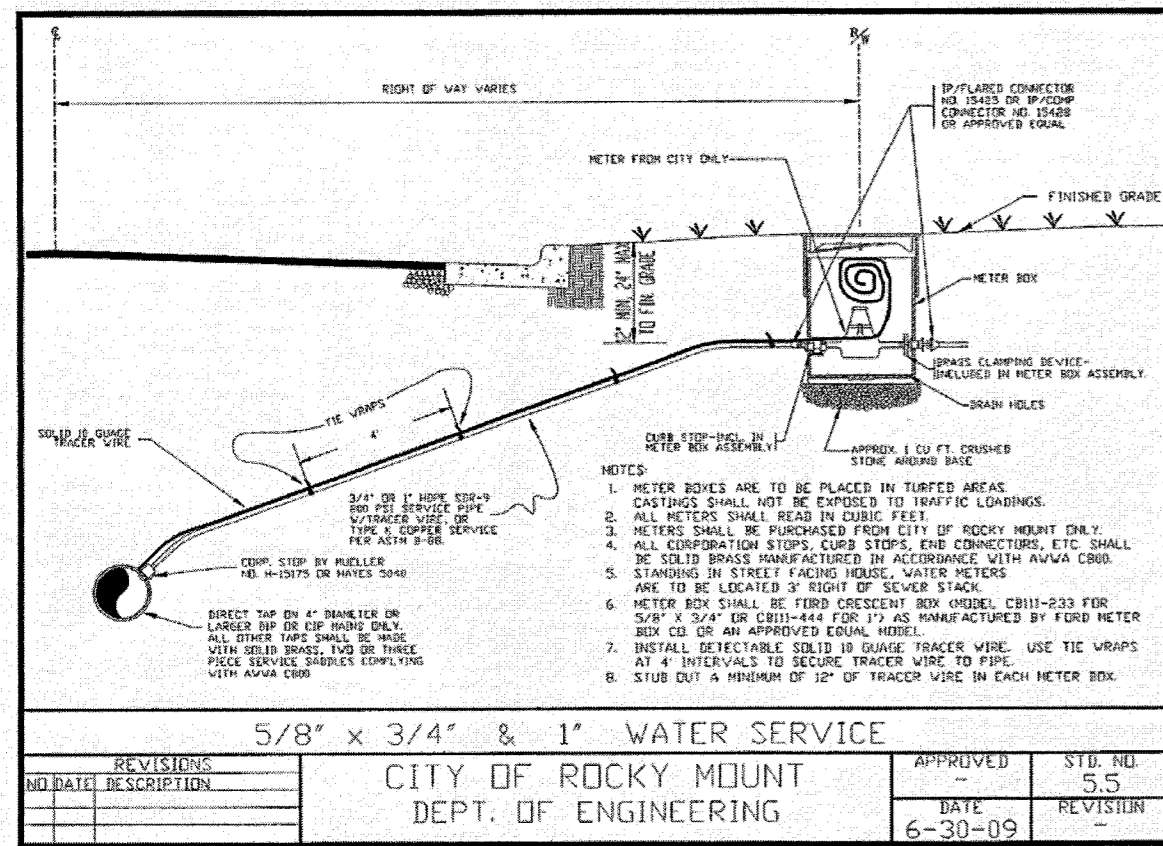 ℄
R/W
RIGHT OF WAY VARIES
IP/FLARED CONNECTOR
NO. 15425 OR IP/COMP
CONNECTOR NO. 15428
OR APPROVED EQUAL
METER FROM CITY ONLY
FINISHED GRADE
12" MIN, 24" MAX
TO FIN. GRADE
METER BOX
BRASS CLAMPING DEVICE-
INCLUDED IN METER BOX ASSEMBLY.
DRAIN HOLES
TIE WRAPS
4'
SOLID 10 GUAGE
TRACER WIRE
CURB STOP-INCL. IN
METER BOX ASSEMBLY
APPROX. 1 CU FT. CRUSHED
STONE AROUND BASE
3/4" OR 1" HDPE SDR-9
200 PSI SERVICE PIPE
W/TRACER WIRE, OR
TYPE K COPPER SERVICE
PER ASTM B-88.
CORP. STOP BY MUELLER
NO. H-15175 OR HAYES 5040
DIRECT TAP ON 4" DIAMETER OR
LARGER DIP OR CIP MAINS ONLY.
ALL OTHER TAPS SHALL BE MADE
WITH SOLID BRASS, TWO OR THREE
PIECE SERVICE SADDLES COMPLYING
WITH AWWA C800
NOTES:
1. METER BOXES ARE TO BE PLACED IN TURFED AREAS.
CASTINGS SHALL NOT BE EXPOSED TO TRAFFIC LOADINGS.
2. ALL METERS SHALL READ IN CUBIC FEET.
3. METERS SHALL BE PURCHASED FROM CITY OF ROCKY MOUNT ONLY.
4. ALL CORPORATION STOPS, CURB STOPS, END CONNECTORS, ETC. SHALL
BE SOLID BRASS MANUFACTURED IN ACCORDANCE WITH AWWA C800.
5. STANDING IN STREET FACING HOUSE, WATER METERS
ARE TO BE LOCATED 3' RIGHT OF SEWER STACK.
6. METER BOX SHALL BE FORD CRESCENT BOX (MODEL CB111-233 FOR
5/8" X 3/4" OR CB111-444 FOR 1") AS MANUFACTURED BY FORD METER
BOX CO. OR AN APPROVED EQUAL MODEL.
7. INSTALL DETECTABLE SOLID 10 GUAGE TRACER WIRE. USE TIE WRAPS
AT 4' INTERVALS TO SECURE TRACER WIRE TO PIPE.
8. STUB OUT A MINIMUM OF 12" OF TRACER WIRE IN EACH METER BOX.
5/8" x 3/4" & 1" WATER SERVICE
REVISIONS
NO. DATE DESCRIPTION
CITY OF ROCKY MOUNT
DEPT. OF ENGINEERING
APPROVED
-
STD. NO.
5.5
DATE
6-30-09
REVISION
-